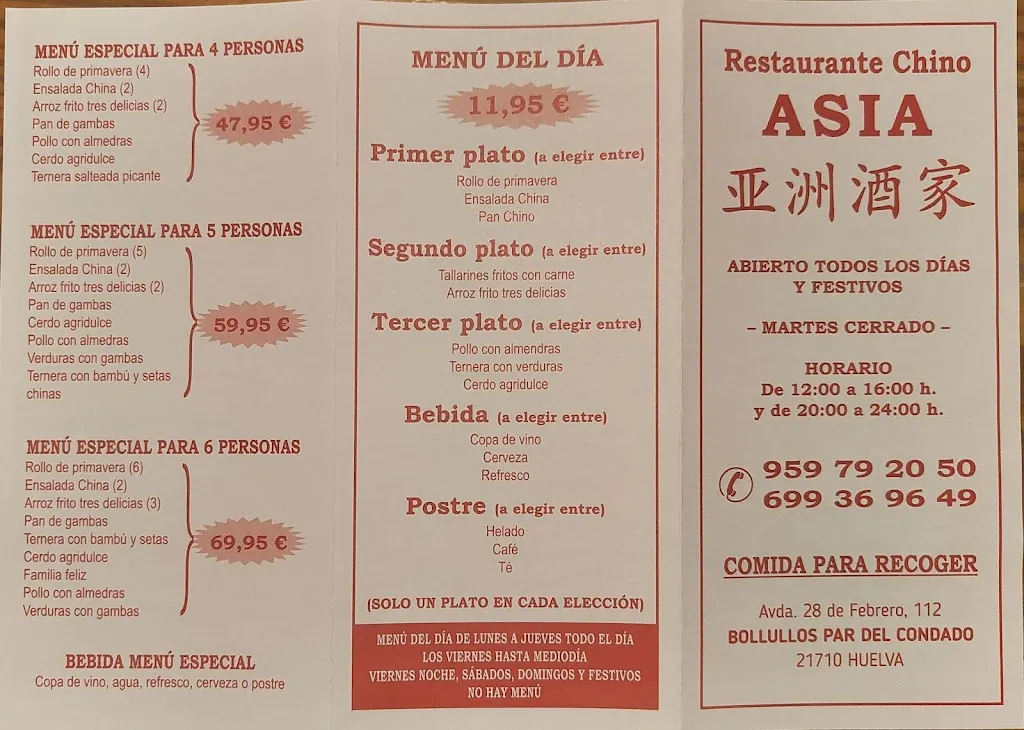 MENÚ ESPECIAL PARA 4 PERSONAS
Rollo de primavera (4)
Ensalada China (2)
Arroz frito tres delicias (2)
Pan de gambas
Pollo con almedras
Cerdo agridulce
Ternera salteada picante
47,95 €
MENÚ ESPECIAL PARA 5 PERSONAS
Rollo de primavera (5)
Ensalada China (2)
Arroz frito tres delicias (2)
Pan de gambas
Cerdo agridulce
Pollo con almedras
Verduras con gambas
Ternera con bambú y setas
chinas
59,95 €
MENÚ ESPECIAL PARA 6 PERSONAS
Rollo de primavera (6)
Ensalada China (2)
Arroz frito tres delicias (3)
Pan de gambas
Ternera con bambú y setas
Cerdo agridulce
Familia feliz
Pollo con almedras
Verduras con gambas
69,95 €
BEBIDA MENÚ ESPECIAL
Copa de vino, agua, refresco, cerveza o postre
MENÚ DEL DÍA
11,95 €
Primer plato (a elegir entre)
Rollo de primavera
Ensalada China
Pan Chino
Segundo plato (a elegir entre)
Tallarines fritos con carne
Arroz frito tres delicias
Tercer plato (a elegir entre)
Pollo con almendras
Ternera con verduras
Cerdo agridulce
Bebida (a elegir entre)
Copa de vino
Cerveza
Refresco
Postre (a elegir entre)
Helado
Café
Té
(SOLO UN PLATO EN CADA ELECCIÓN)
MENÚ DEL DÍA DE LUNES A JUEVES TODO EL DÍA
LOS VIERNES HASTA MEDIODÍA
VIERNES NOCHE, SÁBADOS, DOMINGOS Y FESTIVOS
NO HAY MENÚ
Restaurante Chino
ASIA
亚洲酒家
ABIERTO TODOS LOS DÍAS
Y FESTIVOS
– MARTES CERRADO –
HORARIO
De 12:00 a 16:00 h.
y de 20:00 a 24:00 h.
959 79 20 50
699 36 96 49
COMIDA PARA RECOGER
Avda. 28 de Febrero, 112
BOLLULLOS PAR DEL CONDADO
21710 HUELVA